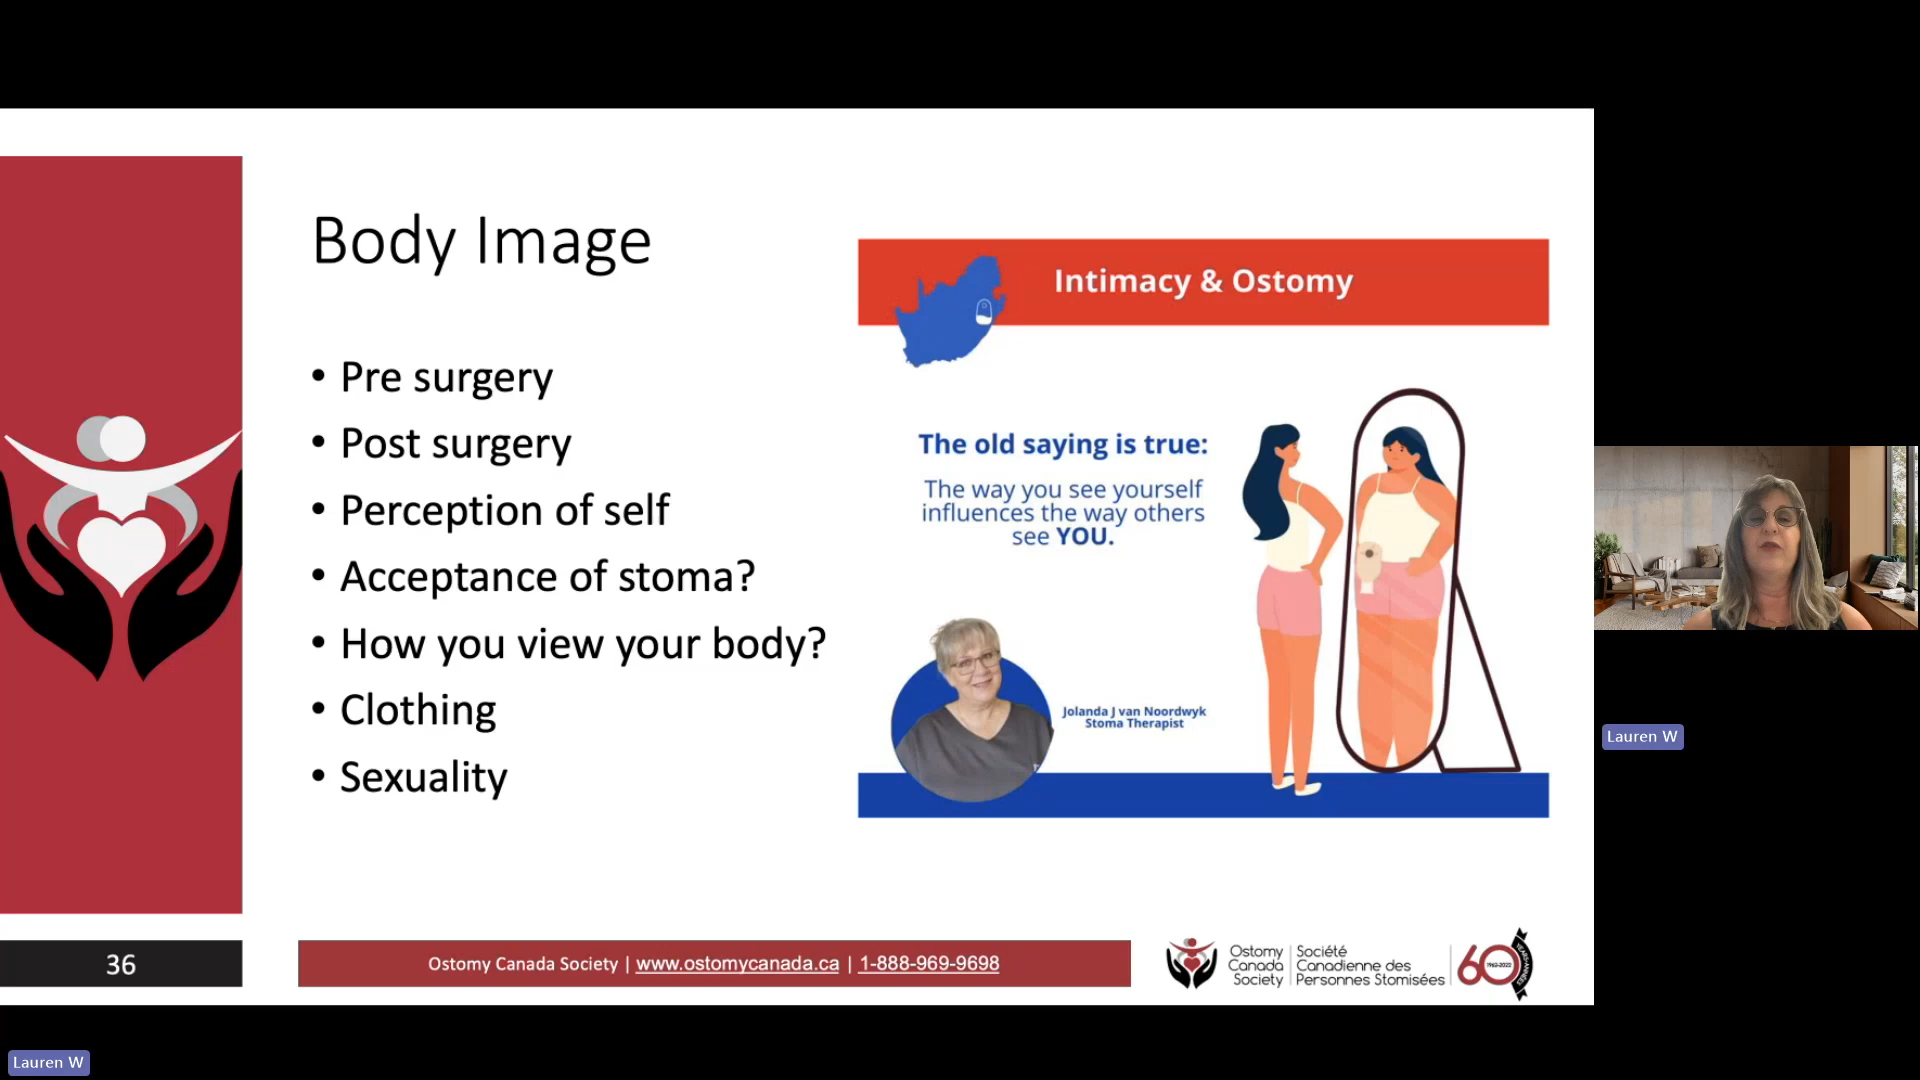 Body Image
• Pre surgery
• Post surgery
• Perception of self
• Acceptance of stoma?
• How you view your body?
• Clothing
• Sexuality
Intimacy & Ostomy
The old saying is true:
The way you see yourself
influences the way others
see YOU.
Jolanda J van Noordwyk
Stoma Therapist
36
Ostomy Canada Society | www.ostomycanada.ca | 1-888-969-9698
Ostomy
Canada
Society
Société
Canadienne des
Personnes Stomisées
60
1962-2022
Lauren W
Lauren W